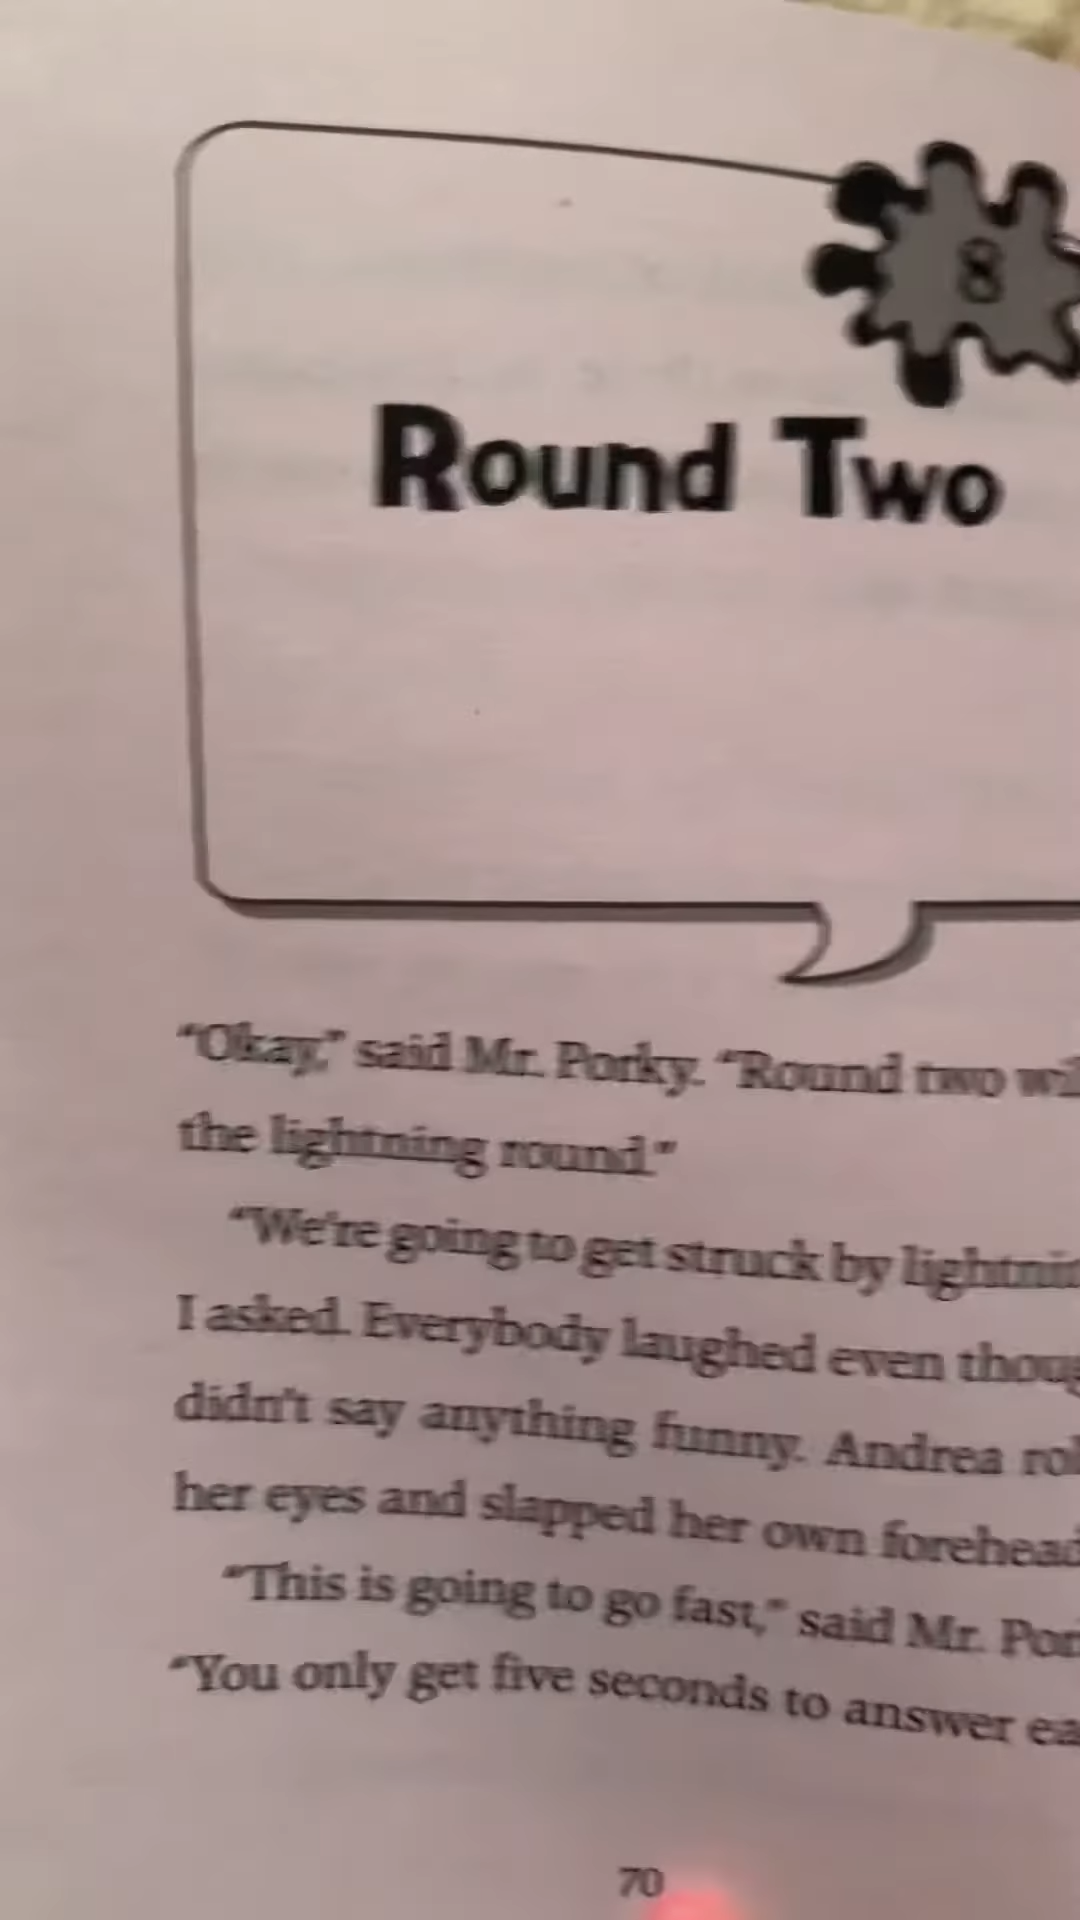 8
Round Two
"Okay," said Mr. Porky. "Round two
the lightning round."
"We're going to get struck by
I asked. Everybody laughed even
didn't say anything funny. Andrea
her eyes and slapped her own
"This is going to go fast," said Mr.
"You only get five seconds to answer
70